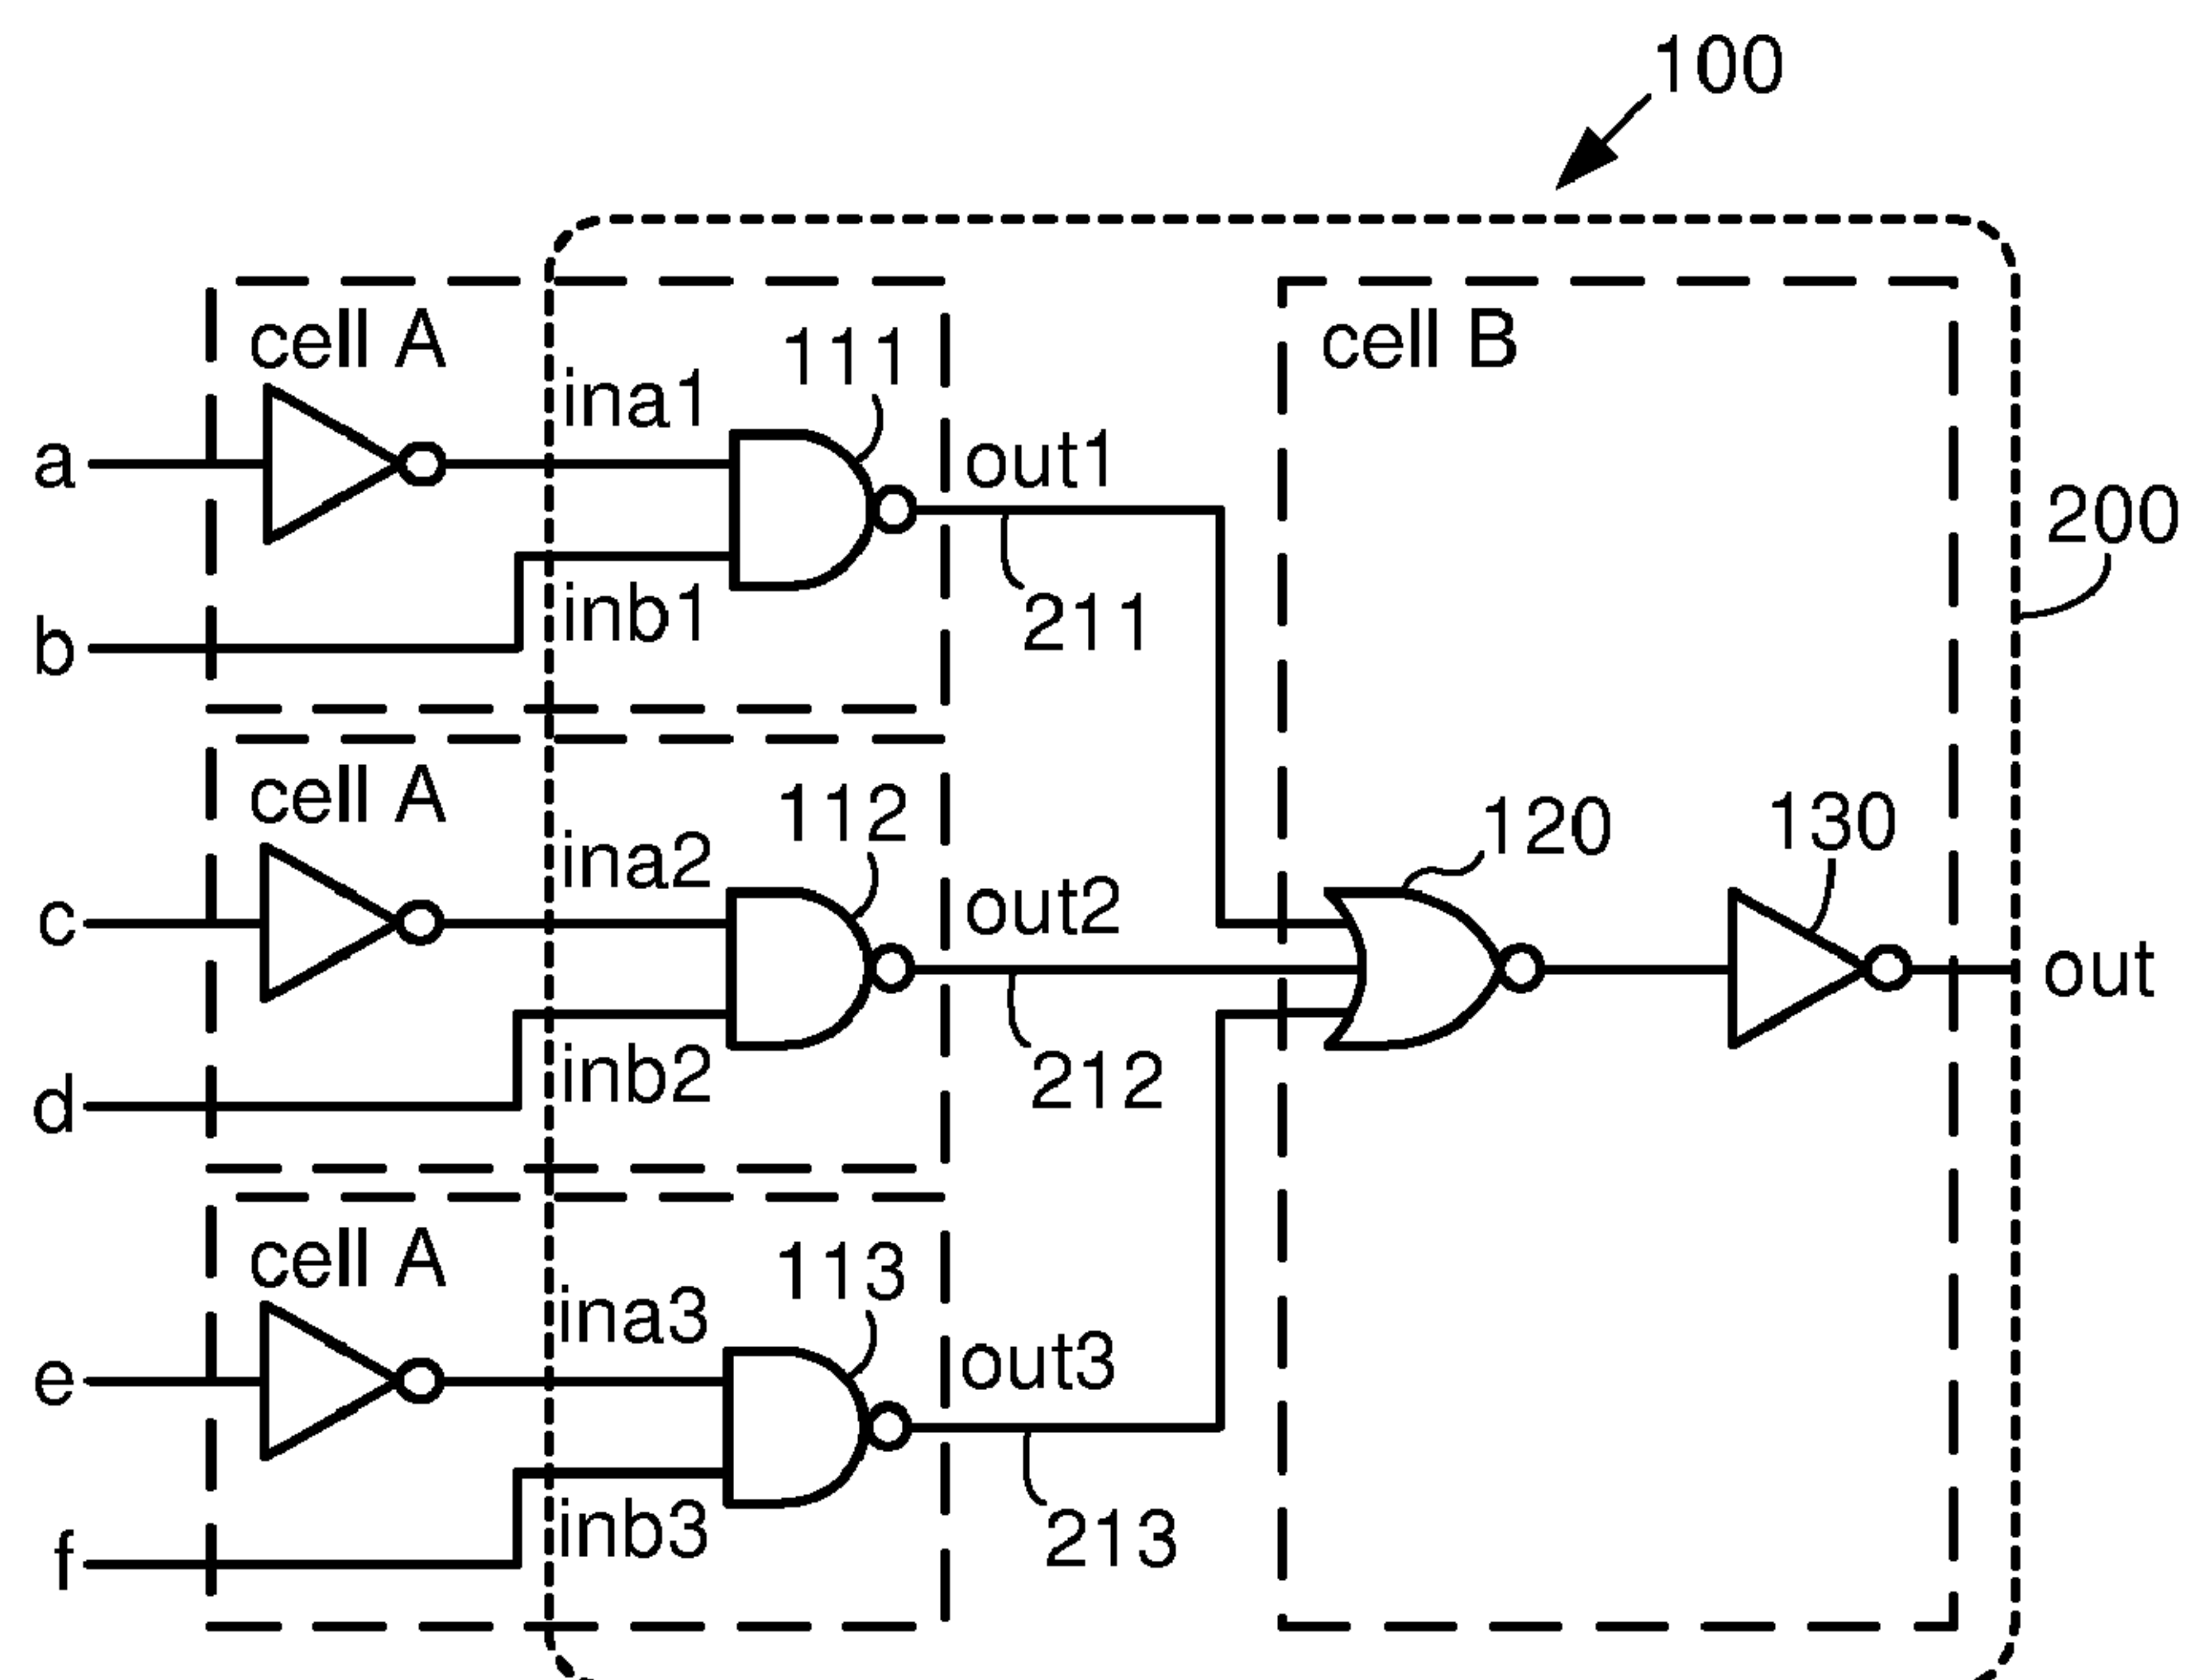 100
cell A
111
cell B
ina1
a
out1
200
inb1
211
b
cell A
112
120
130
ina2
out2
c
out
inb2
212
d
cell A
113
ina3
out3
e
inb3
213
f